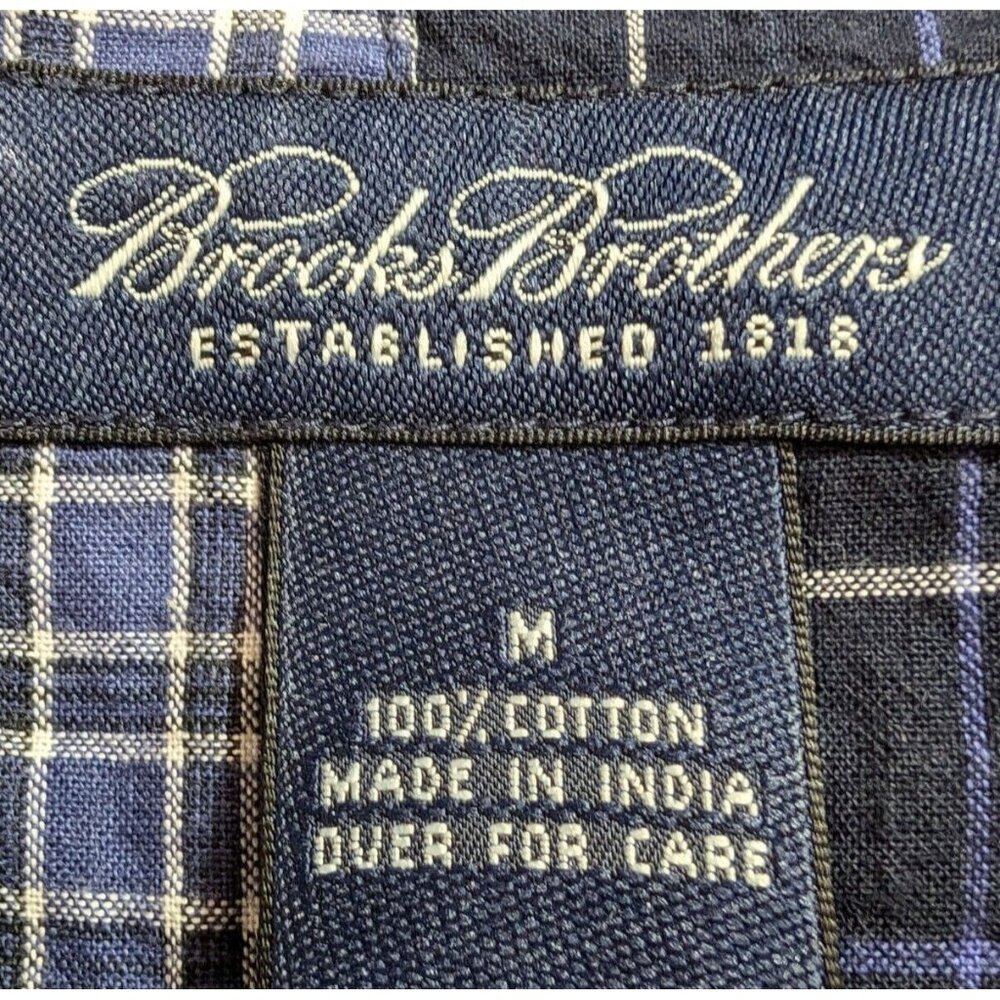 Brooks Brothers
ESTABLISHED 1818
M
100% COTTON
MADE IN INDIA
OVER FOR CARE